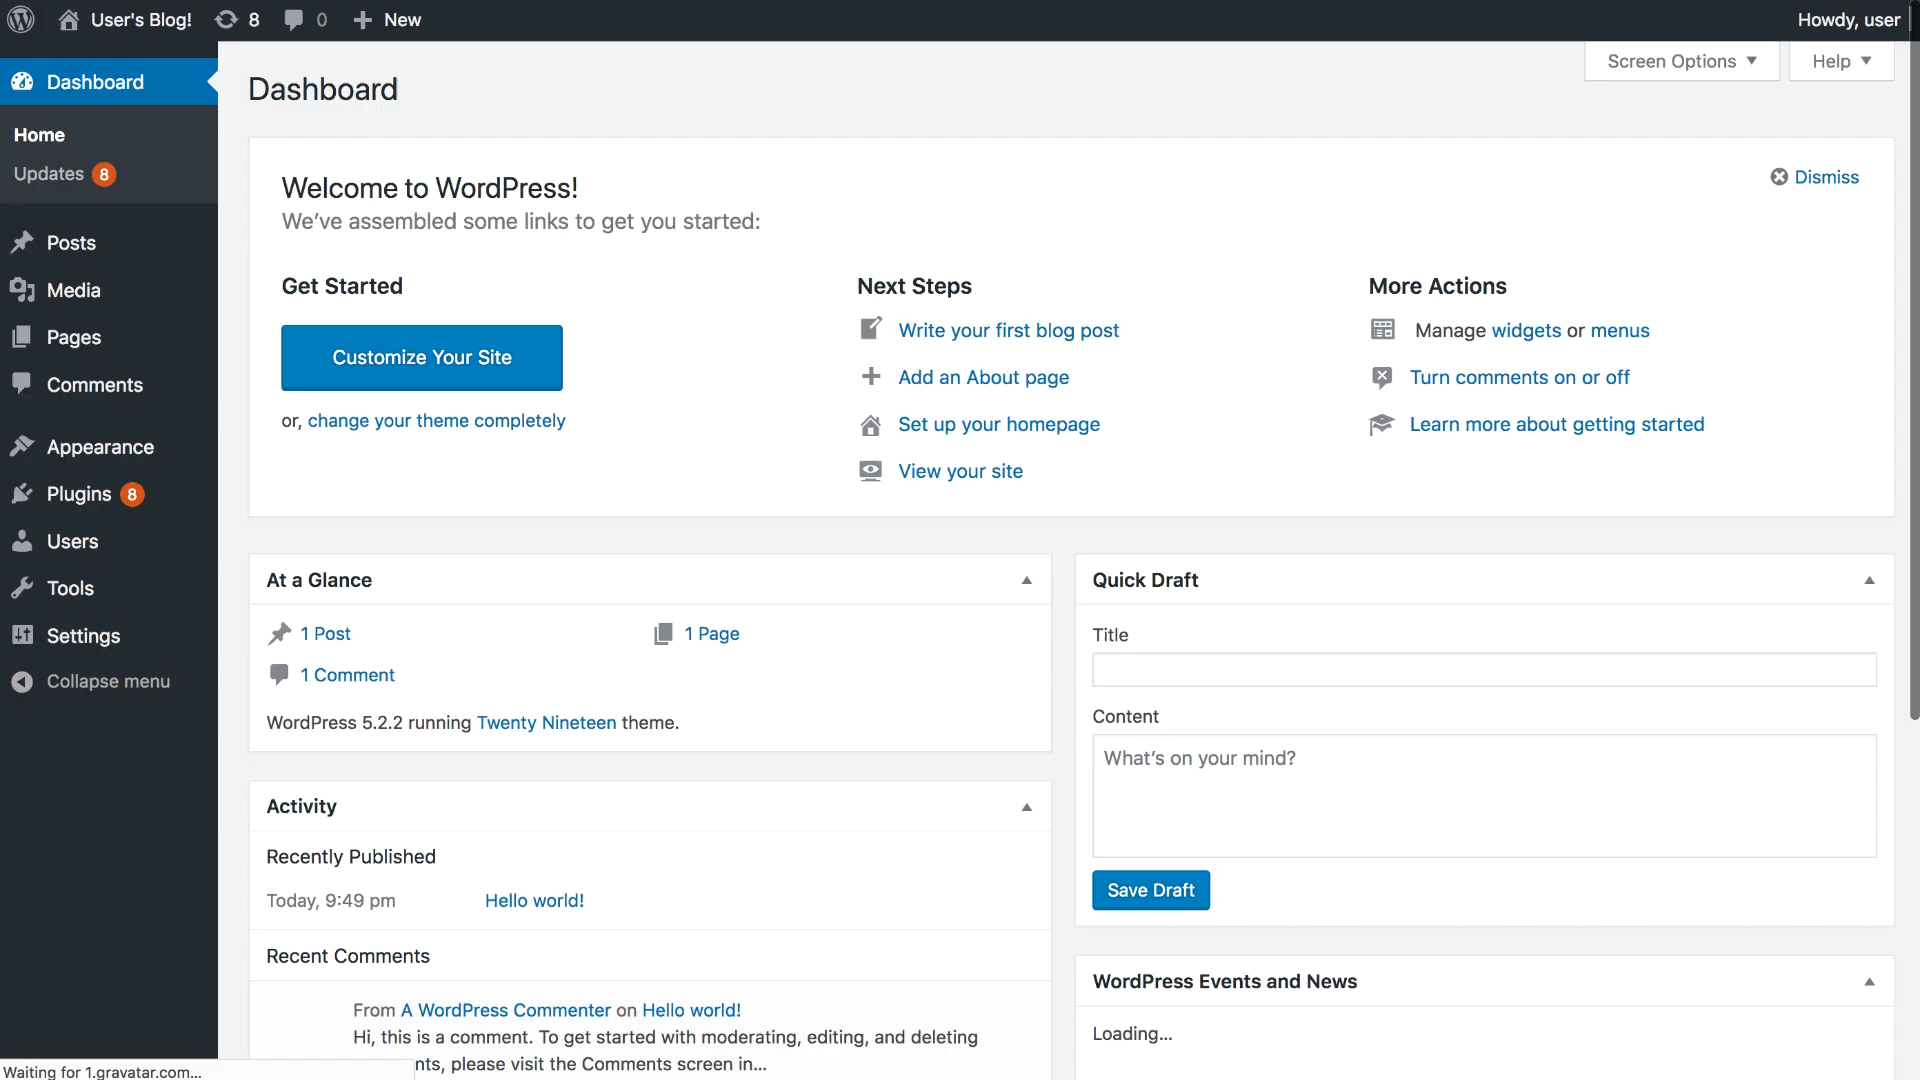 User's Blog! 8 0 New Howdy, user
Screen Options Help
Dashboard
Home
Updates 8
Posts
Media
Pages
Comments
Appearance
Plugins 8
Users
Tools
Settings
Collapse menu
Dashboard
Welcome to WordPress!
Dismiss
We’ve assembled some links to get you started:
Get Started
Customize Your Site
or, change your theme completely
Next Steps
Write your first blog post
Add an About page
Set up your homepage
View your site
More Actions
Manage widgets or menus
Turn comments on or off
Learn more about getting started
At a Glance
1 Post 1 Page
1 Comment
WordPress 5.2.2 running Twenty Nineteen theme.
Activity
Recently Published
Today, 9:49 pm Hello world!
Recent Comments
From A WordPress Commenter on Hello world!
Hi, this is a comment. To get started with moderating, editing, and deleting
nts, please visit the Comments screen in...
Quick Draft
Title
Content
What’s on your mind?
Save Draft
WordPress Events and News
Loading...
Waiting for 1.gravatar.com...